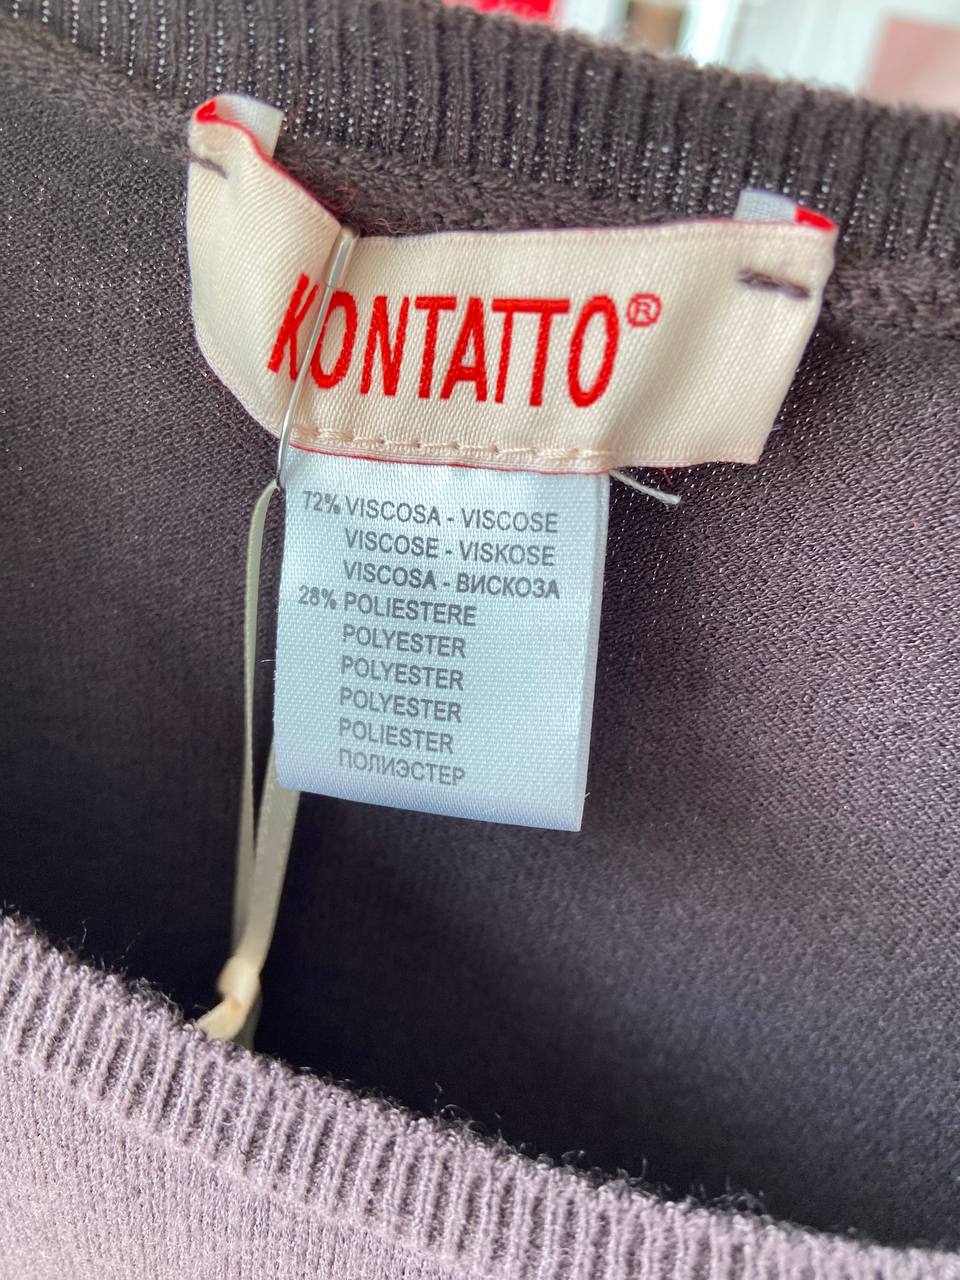 KONTATTO®
72% VISCOSA - VISCOSE
VISCOSE - VISKOSE
VISCOSA - ВИСКОЗА
28% POLIESTERE
POLYESTER
POLYESTER
POLYESTER
POLIESTER
ПОЛИЭСТЕР